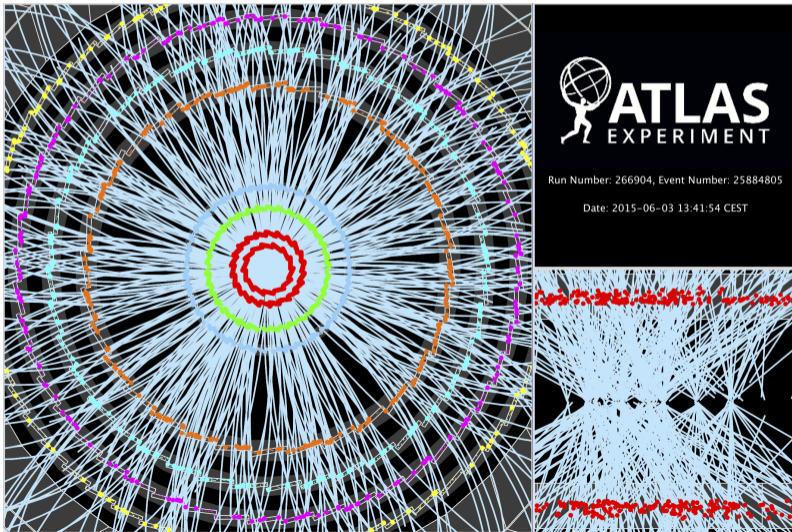 ATLAS
EXPERIMENT
Run Number: 266904, Event Number: 25884805
Date: 2015-06-03 13:41:54 CEST